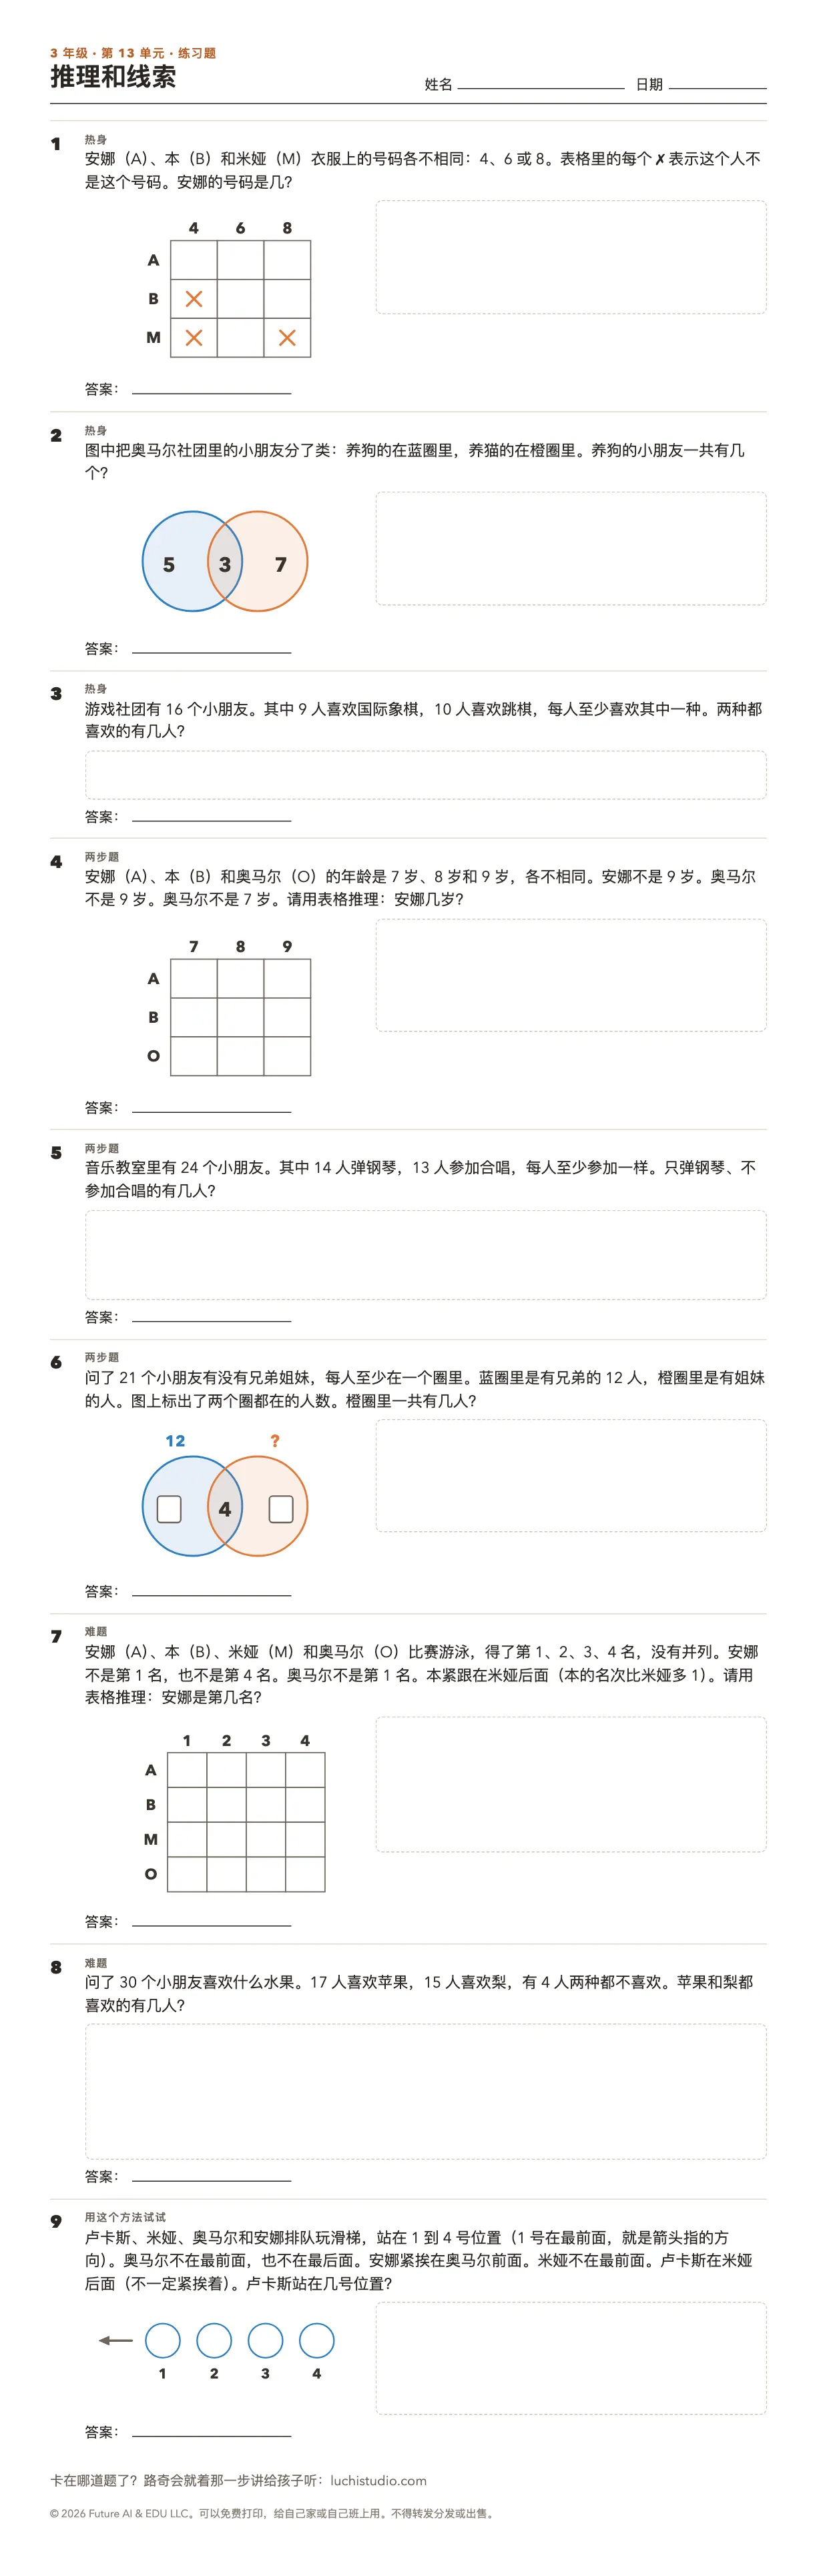 3 年级 · 第 13 单元 · 练习题
推理和线索
姓名
日期
1
热身
安娜（A）、本（B）和米娅（M）衣服上的号码各不相同：4、6 或 8。表格里的每个 ✗ 表示这个人不
是这个号码。安娜的号码是几？
4 6 8
A
B
M
答案：
2
热身
图中把奥马尔社团里的小朋友分了类：养狗的在蓝圈里，养猫的在橙圈里。养狗的小朋友一共有几
个？
5 3 7
答案：
3
热身
游戏社团有 16 个小朋友。其中 9 人喜欢国际象棋，10 人喜欢跳棋，每人至少喜欢其中一种。两种都
喜欢的有几人？
答案：
4
两步题
安娜（A）、本（B）和奥马尔（O）的年龄是 7 岁、8 岁和 9 岁，各不相同。安娜不是 9 岁。奥马尔
不是 9 岁。奥马尔不是 7 岁。请用表格推理：安娜几岁？
7 8 9
A
B
O
答案：
5
两步题
音乐教室里有 24 个小朋友。其中 14 人弹钢琴，13 人参加合唱，每人至少参加一样。只弹钢琴、不
参加合唱的有几人？
答案：
6
两步题
问了 21 个小朋友有没有兄弟姐妹，每人至少在一个圈里。蓝圈里是有兄弟的 12 人，橙圈里是有姐妹
的人。图上标出了两个圈都在的人数。橙圈里一共有几人？
12 ?
4
答案：
7
难题
安娜（A）、本（B）、米娅（M）和奥马尔（O）比赛游泳，得了第 1、2、3、4 名，没有并列。安娜
不是第 1 名，也不是第 4 名。奥马尔不是第 1 名。本紧跟在米娅后面（本的名次比米娅多 1）。请用
表格推理：安娜是第几名？
1 2 3 4
A
B
M
O
答案：
8
难题
问了 30 个小朋友喜欢什么水果。17 人喜欢苹果，15 人喜欢梨，有 4 人两种都不喜欢。苹果和梨都
喜欢的有几人？
答案：
9
用这个方法试试
卢卡斯、米娅、奥马尔和安娜排队玩滑梯，站在 1 到 4 号位置（1 号在最前面，就是箭头指的方
向）。奥马尔不在最前面，也不在最后面。安娜紧挨在奥马尔前面。米娅不在最前面。卢卡斯在米娅
后面（不一定紧挨着）。卢卡斯站在几号位置？
1 2 3 4
答案：
卡在哪道题了？路奇会就着那一步讲给孩子听：luchistudio.com
© 2026 Future AI & EDU LLC。可以免费打印，给自己家或自己班上用。不得转发分发或出售。